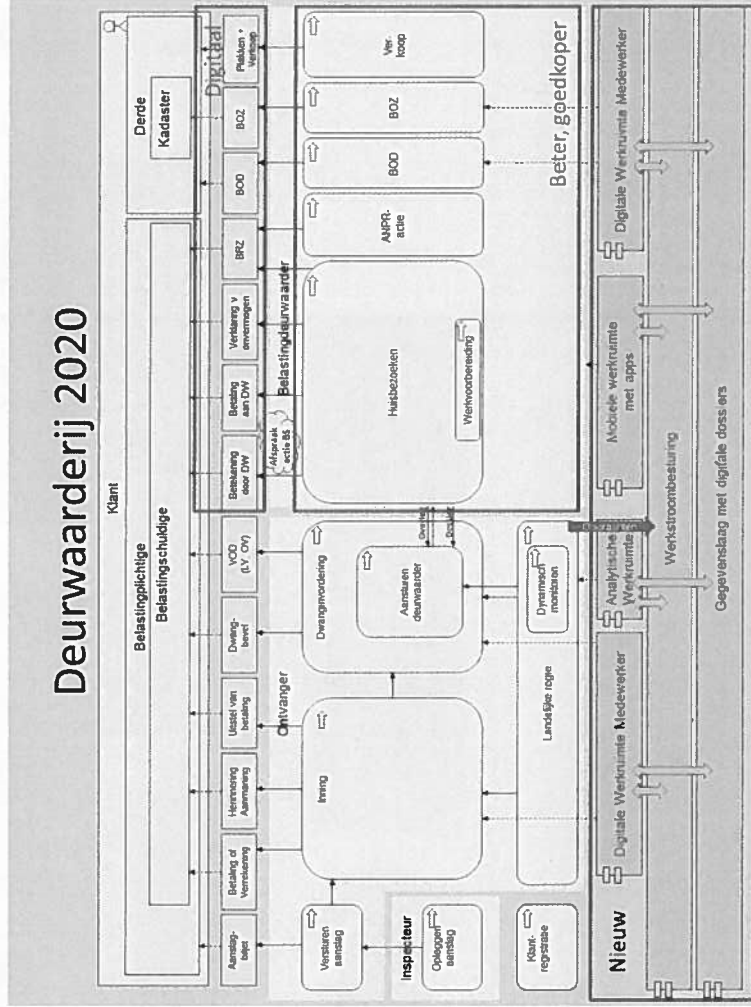 Deurwaarderij 2020
Klant
Belastingplichtige
Belastingschuldige
Derde
Kadaster
Aanslag-
biljet
Betaling of
Verrekening
Herinnering
Aanmaning
Uitstel van
betaling
Dwang-
bevel
VOD
(LV, OV)
Betekening
door DW
Betaling
aan DW
Verklaring v
onvermogen
BRZ
BOD
BOZ
Plakken +
Verkoop
Digitaal
Ontvanger
Afspraak
actie BS
Belastingdeurwaarder
Versturen
aanslag
Inning
Dwanginvordering
Aansturen
deurwaarder
Huisbezoeken
Werkvoorbereiding
ANPR-
actie
BOD
BOZ
Ver-
koop
Beter, goedkoper
Inspecteur
Opleggen
aanslag
Klant-
registratie
Landelijke regie
Dynamisch
monitoren
Nieuw
Digitale Werkruimte Medewerker
Analytische
Werkruimte
Mobiele werkruimte
met apps
Digitale Werkruimte Medewerker
Werkstroombesturing
Gegevenslaag met digitale dossiers